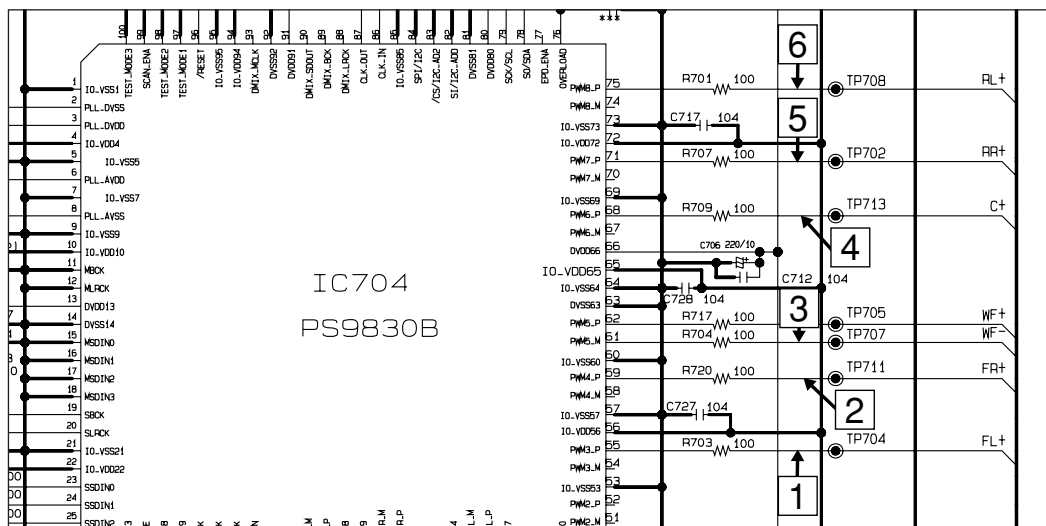 100 99 98 97 96 95 94 93 92 91 90 89 88 87 86 85 84 83 82 81 80 79 78 77 76
***
TEST_MODE3
SCAN_ENA
TEST_MODE2
TEST_MODE1
/RESET
IO_VSS95
IO_VDD94
DMIX_MCLK
DVSS92
DVDD91
DMIX_SDOUT
DMIX_BCK
DMIX_LRCK
CLK_OUT
CLK_IN
IO_VSS85
SPI/I2C
/CS/I2C_AD2
SI/I2C_ADD
DVSS81
DVDD80
SCK/SCL
SO/SDA
EPD_ENA
OVERLOAD
1 IO_VSS1
2 PLL_DVSS
3 PLL_DVDD
4 IO_VDD4
5 IO_VSS5
6 PLL_AVDD
7 IO_VSS7
8 PLL_AVSS
9 IO_VSS9
10 IO_VDD10
11 MBCK
12 MLRCK
13 DVDD13
14 DVSS14
15 MSDIN0
16 MSDIN1
17 MSDIN2
18 MSDIN3
19 SBCK
20 SLRCK
21 IO_VSS21
22 IO_VDD22
23 SSDIN0
24 SSDIN1
25 SSDIN2
IC704
PS9830B
6
PWM8_P 75 R701 100 TP708 RL+
PWM8_M 74
IO_VSS73 73 C717 104
5
IO_VDD72 72
PWM7_P 71 R707 100 TP702 RR+
PWM7_M 70
IO_VSS69 69
PWM6_P 68 R709 100 TP713 C+
PWM6_M 67
4
DVDD66 66 C706 220/10
IO_VDD65 65
C712 104
IO_VSS64 64 C728 104
DVSS63 63
3
PWM5_P 62 R717 100 TP705 WF+
PWM5_M 61 R704 100 TP707 WF-
IO_VSS60 60
PWM4_P 59 R720 100 TP711 FR+
PWM4_M 58
2
IO_VSS57 57 C727 104
IO_VDD56 56
PWM3_P 55 R703 100 TP704 FL+
PWM3_M 54
IO_VSS53 53
1
PWM2_P 52
PWM2_M 51